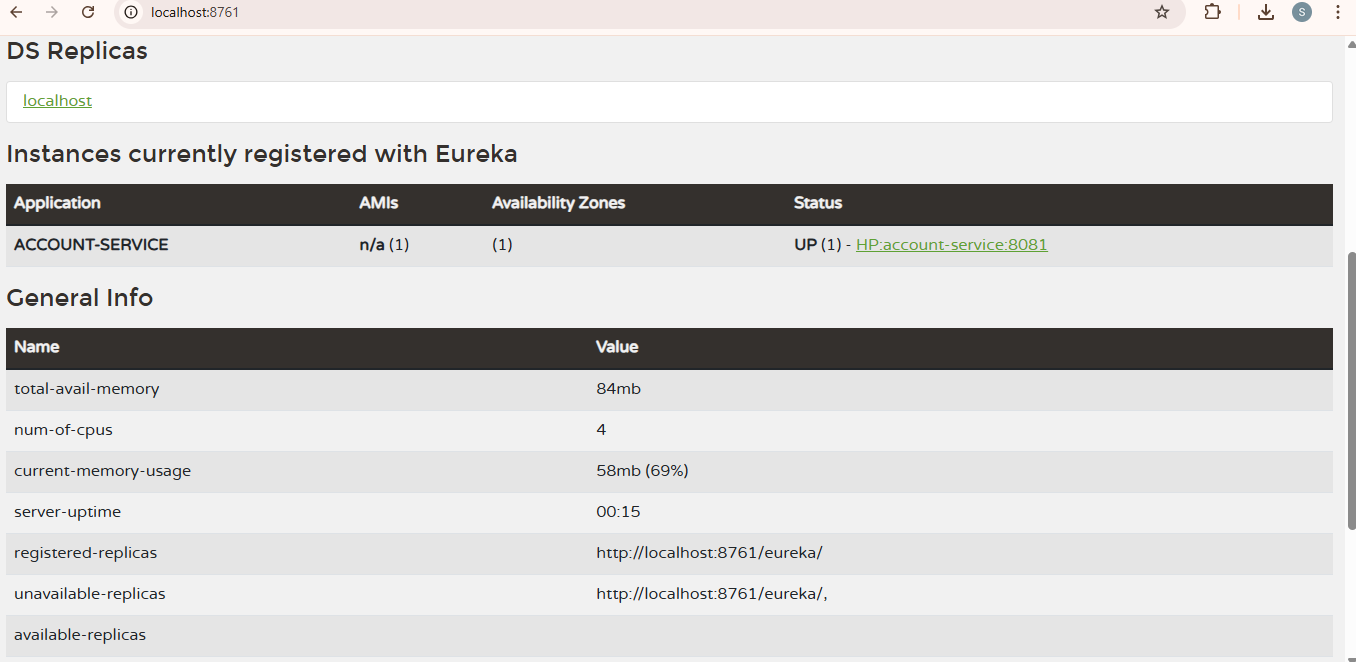 localhost:8761
S
DS Replicas
localhost
Instances currently registered with Eureka
Application AMIs Availability Zones Status
ACCOUNT-SERVICE n/a (1) (1) UP (1) - HP:account-service:8081
General Info
Name Value
total-avail-memory 84mb
num-of-cpus 4
current-memory-usage 58mb (69%)
server-uptime 00:15
registered-replicas http://localhost:8761/eureka/
unavailable-replicas http://localhost:8761/eureka/,
available-replicas